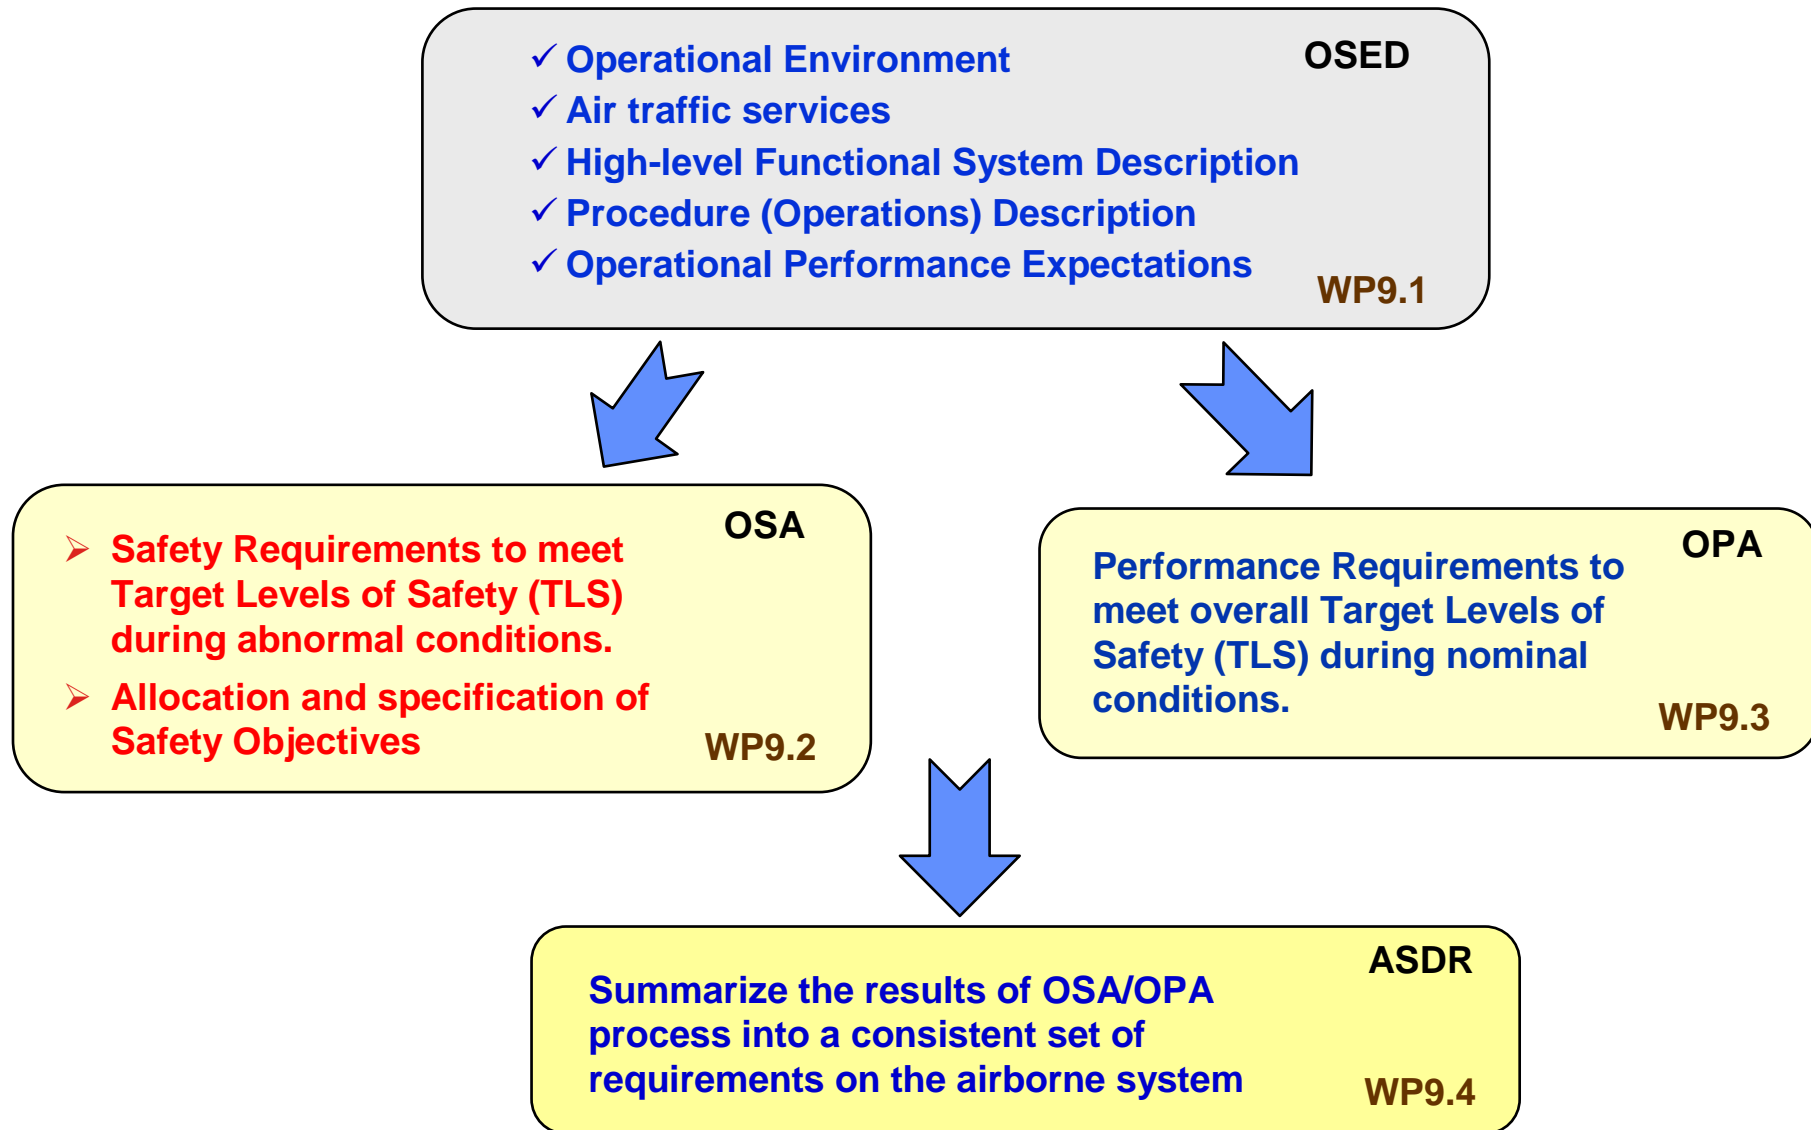 OSED
✓ Operational Environment
✓ Air traffic services
✓ High-level Functional System Description
✓ Procedure (Operations) Description
✓ Operational Performance Expectations
WP9.1
OSA
➢ Safety Requirements to meet
Target Levels of Safety (TLS)
during abnormal conditions.
➢ Allocation and specification of
Safety Objectives
WP9.2
OPA
Performance Requirements to
meet overall Target Levels of
Safety (TLS) during nominal
conditions.
WP9.3
ASDR
Summarize the results of OSA/OPA
process into a consistent set of
requirements on the airborne system
WP9.4